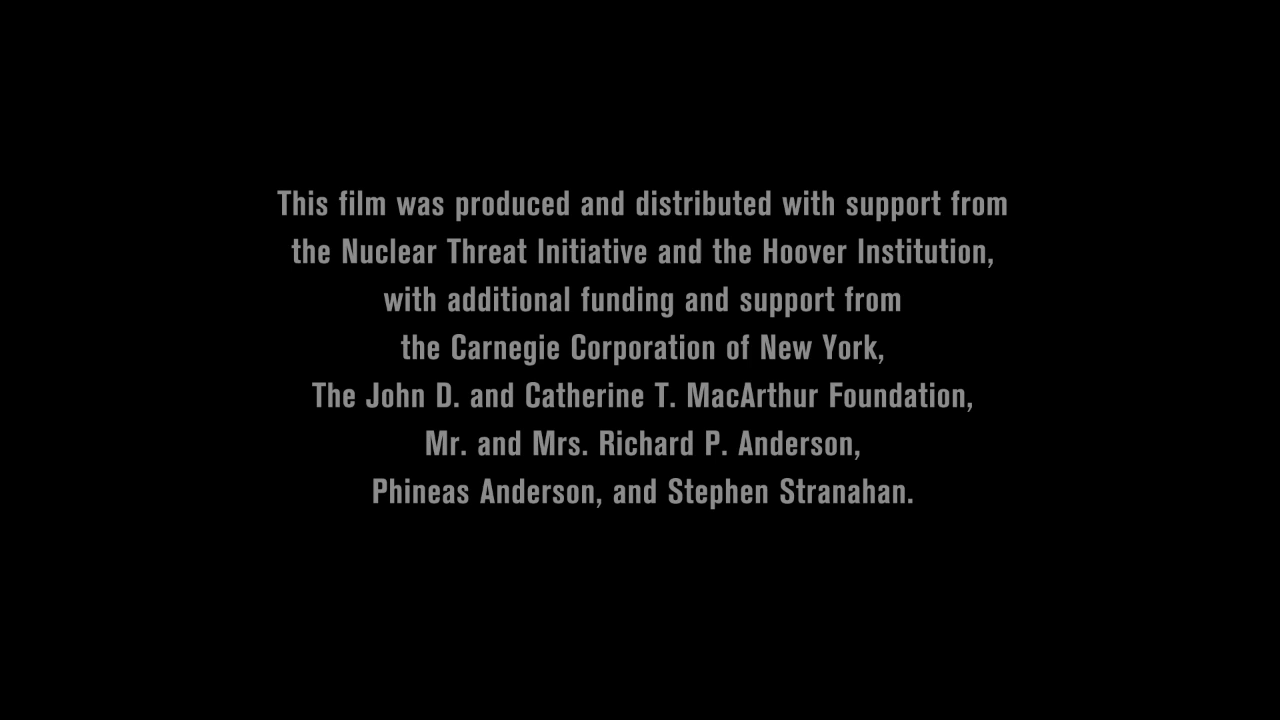 This film was produced and distributed with support from
the Nuclear Threat Initiative and the Hoover Institution,
with additional funding and support from
the Carnegie Corporation of New York,
The John D. and Catherine T. MacArthur Foundation,
Mr. and Mrs. Richard P. Anderson,
Phineas Anderson, and Stephen Stranahan.